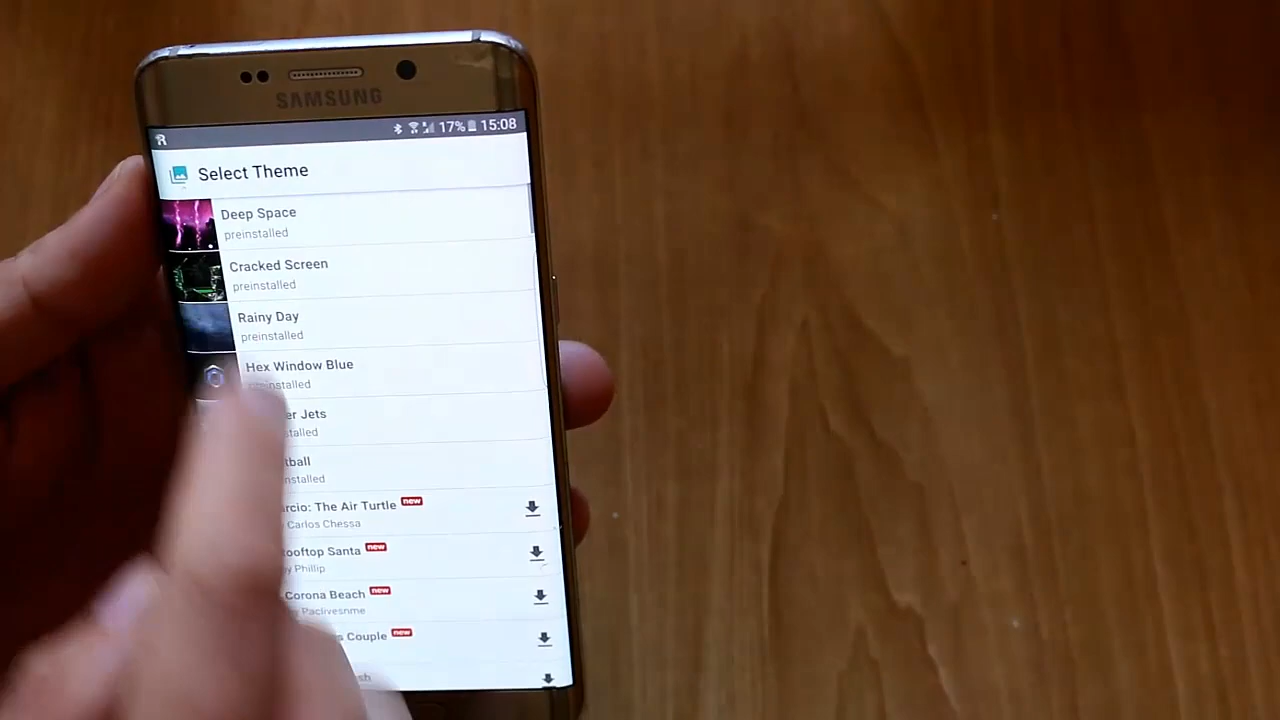 SAMSUNG
17% 15:08
Select Theme
Deep Space
preinstalled
Cracked Screen
preinstalled
Rainy Day
preinstalled
Hex Window Blue
preinstalled
er Jets
stalled
tball
nstalled
rcio: The Air Turtle new
Carlos Chessa
ooftop Santa new
y Phillip
Corona Beach new
Paclivesnme
s Couple new
sh